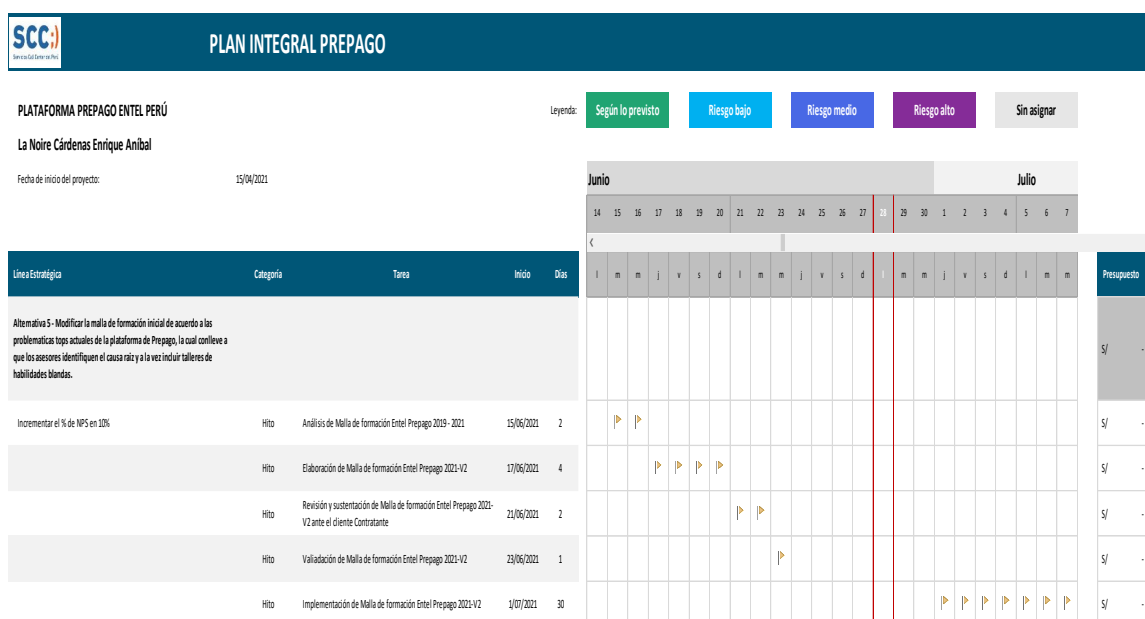 SCC:)
Servicios Call Center del Perú
PLAN INTEGRAL PREPAGO
PLATAFORMA PREPAGO ENTEL PERÚ
Leyenda: Según lo previsto Riesgo bajo Riesgo medio Riesgo alto Sin asignar
La Noire Cárdenas Enrique Aníbal
Fecha de inicio del proyecto: 15/04/2021
Junio Julio
14 15 16 17 18 19 20 21 22 23 24 25 26 27 28 29 30 1 2 3 4 5 6 7
Línea Estratégica Categoría Tarea Inicio Días l m m j v s d l m m j v s d l m m j v s d l m m Presupuesto
Alternativa 5 - Modificar la malla de formación inicial de acuerdo a las
problematicas tops actuales de la plataforma de Prepago, la cual conlleve a
que los asesores identifiquen el causa raiz y a la vez incluir talleres de
habilidades blandas.
S/ -
Incrementar el % de NPS en 10% Hito Análisis de Malla de formación Entel Prepago 2019 - 2021 15/06/2021 2 S/ -
Hito Elaboración de Malla de formación Entel Prepago 2021-V2 17/06/2021 4 S/ -
Hito Revisión y sustentación de Malla de formación Entel Prepago 2021-
V2 ante el cliente Contratante 21/06/2021 2 S/ -
Hito Valiadación de Malla de formación Entel Prepago 2021-V2 23/06/2021 1 S/ -
Hito Implementación de Malla de formación Entel Prepago 2021-V2 1/07/2021 30 S/ -